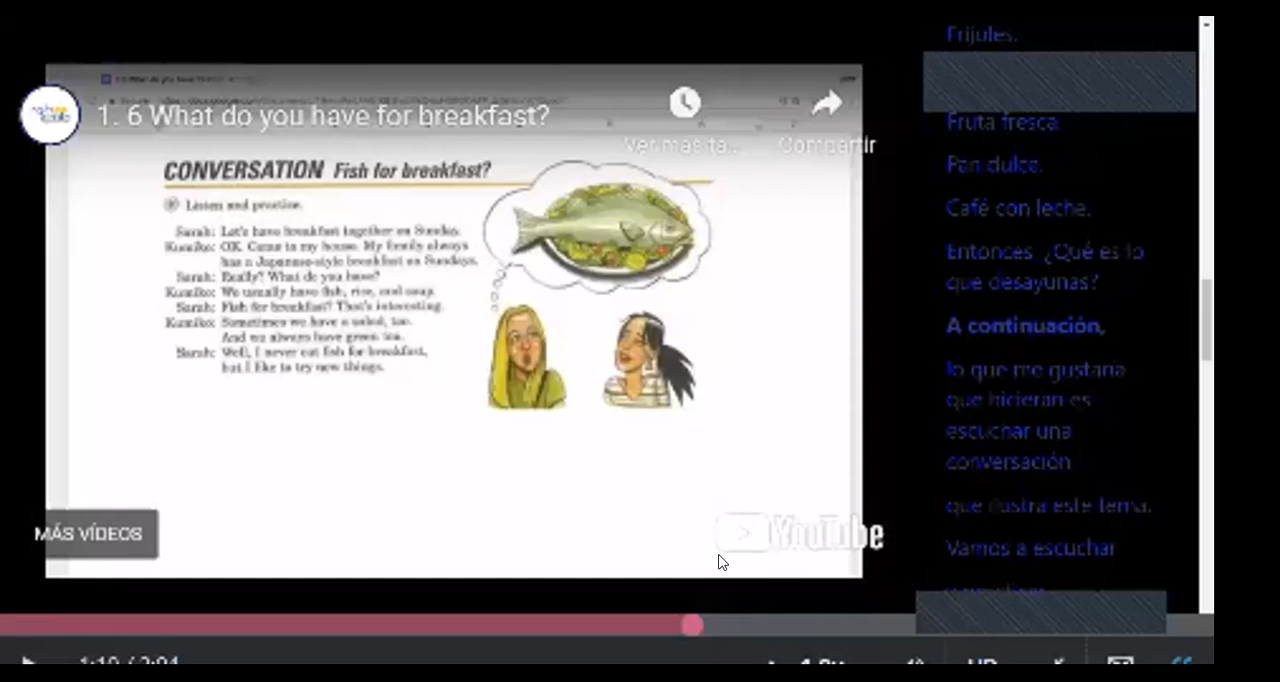 1. 6 What do you have for breakfast?
Ver más ta...
Compartir
CONVERSATION Fish for breakfast?
Listen and practice.
Sarah: Let's have breakfast together on Sunday.
Kumiko: OK. Come to my house. My family always
has a Japanese-style breakfast on Sundays.
Sarah: Really? What do you have?
Kumiko: We usually have fish, rice, and soup.
Sarah: Fish for breakfast? That's interesting.
Kumiko: Sometimes we have a salad, too.
And we always have green tea.
Sarah: Well, I never eat fish for breakfast,
but I like to try new things.
MÁS VÍDEOS
YouTube
Frijoles.
Fruta fresca
Pan dulce.
Café con leche.
Entonces ¿Qué es lo
que desayunas?
A continuación,
lo que me gustaría
que hicieran es
escuchar una
conversación
que ilustra este tema.
Vamos a escuchar